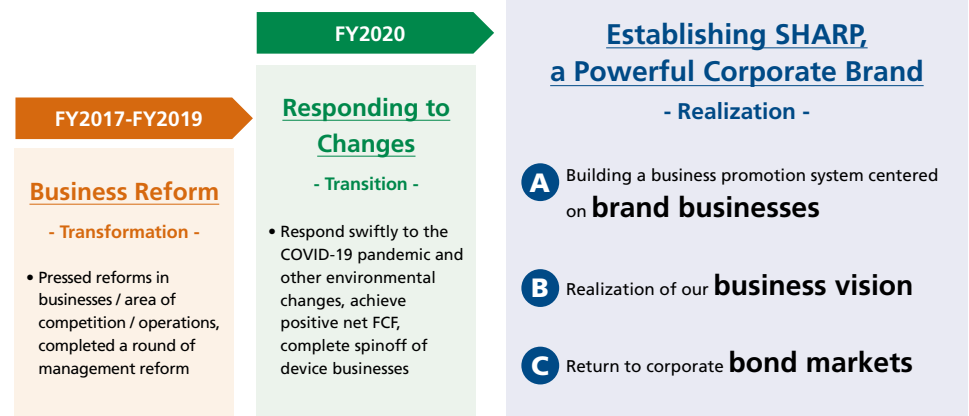 FY2017-FY2019
Business Reform
- Transformation -
• Pressed reforms in
businesses / area of
competition / operations,
completed a round of
management reform
FY2020
Responding to
Changes
- Transition -
• Respond swiftly to the
COVID-19 pandemic and
other environmental
changes, achieve
positive net FCF,
complete spinoff of
device businesses
Establishing SHARP,
a Powerful Corporate Brand
- Realization -
A Building a business promotion system centered
on brand businesses
B Realization of our business vision
C Return to corporate bond markets